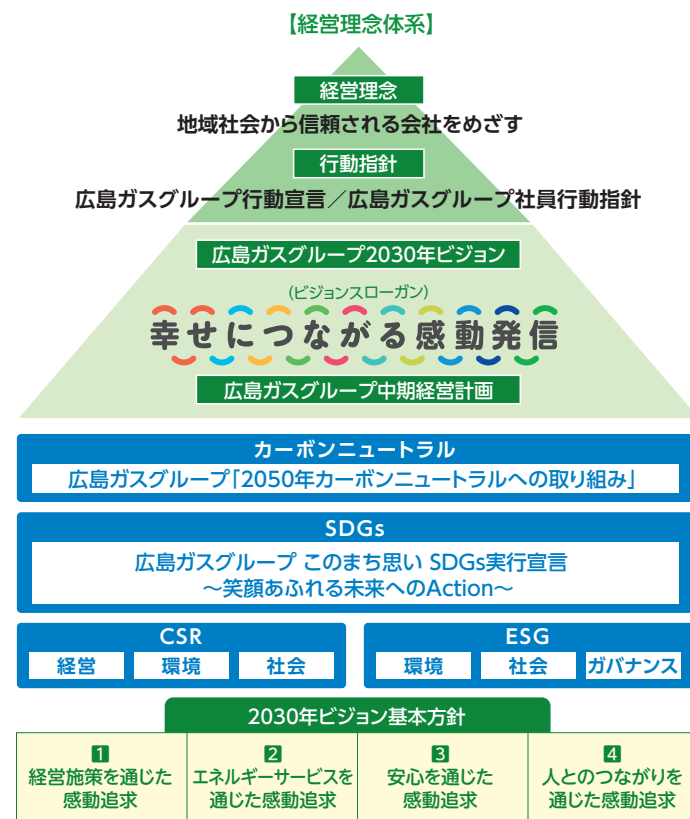 【経営理念体系】
経営理念
地域社会から信頼される会社をめざす
行動指針
広島ガスグループ行動宣言／広島ガスグループ社員行動指針
広島ガスグループ2030年ビジョン
(ビジョンスローガン)
幸せにつながる感動発信
広島ガスグループ中期経営計画
カーボンニュートラル
広島ガスグループ「2050年カーボンニュートラルへの取り組み」
SDGs
広島ガスグループ このまち思い SDGs実行宣言
～笑顔あふれる未来へのAction～
CSR
経営 環境 社会
ESG
環境 社会 ガバナンス
2030年ビジョン基本方針
1
経営施策を通じた
感動追求
2
エネルギーサービスを
通じた感動追求
3
安心を通じた
感動追求
4
人とのつながりを
通じた感動追求